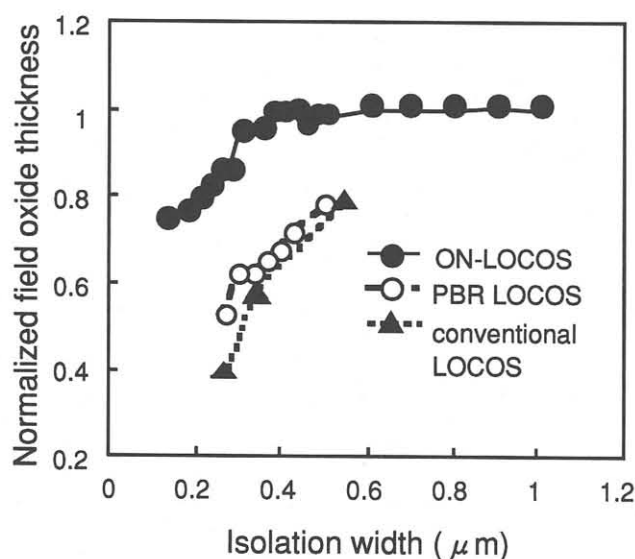 Normalized field oxide thickness
1.2
1
0.8
0.6
0.4
0.2
0
0.2
0.4
0.6
0.8
1
1.2
Isolation width (μm)
ON-LOCOS
PBR LOCOS
conventional
LOCOS